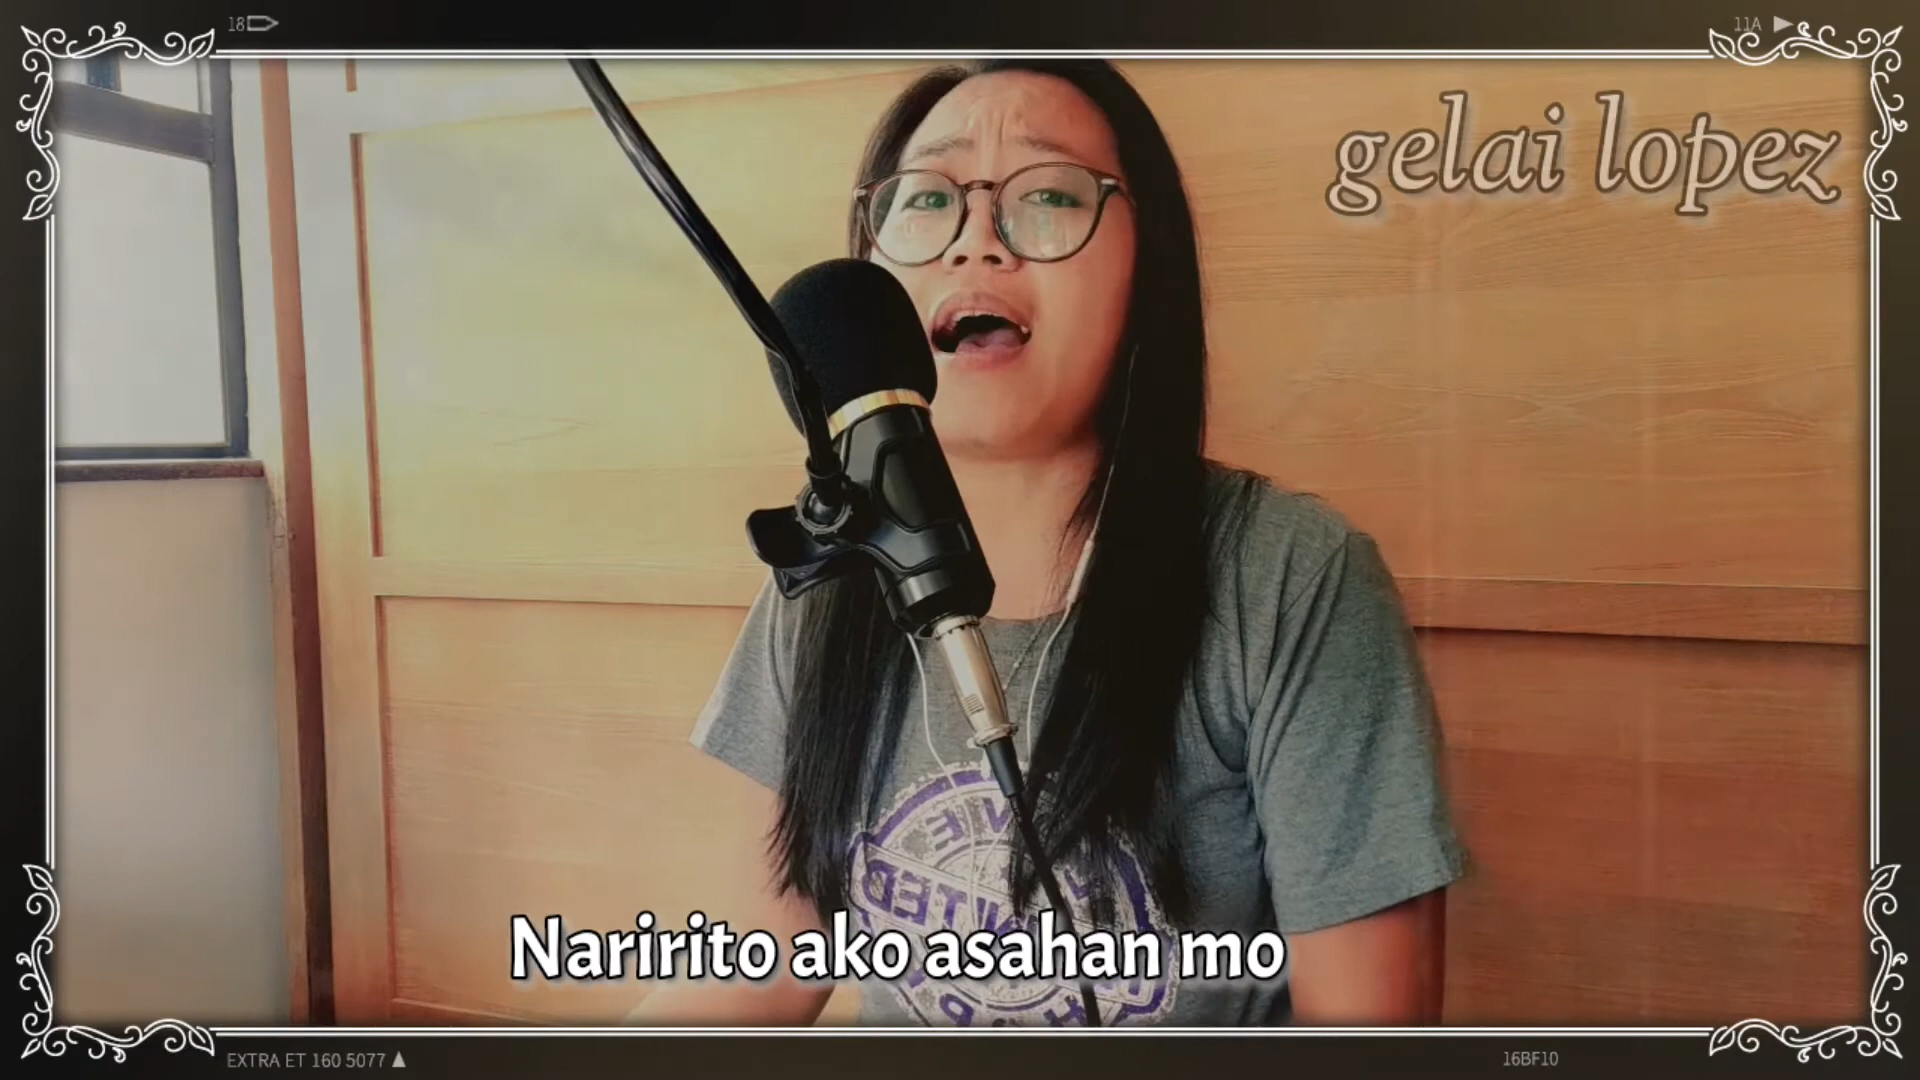 18
11A
gelai lopez
Naririto ako asahan mo
EXTRA ET 160 5077
16BF10